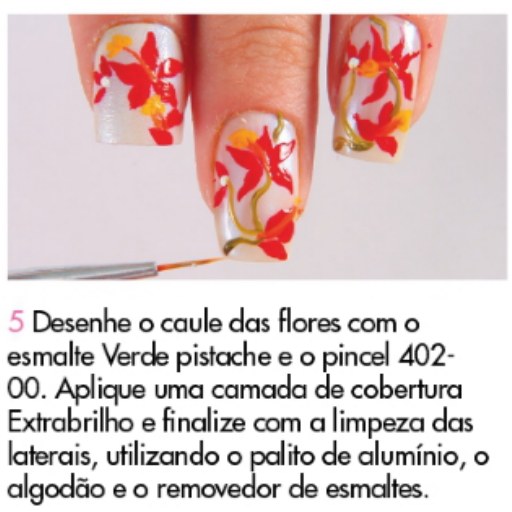 5 Desenhe o caule das flores com o
esmalte Verde pistache e o pincel 402-
00. Aplique uma camada de cobertura
Extrabrilho e finalize com a limpeza das
laterais, utilizando o palito de alumínio, o
algodão e o removedor de esmaltes.